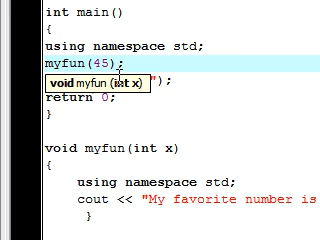 int main()
{
using namespace std;
myfun(45);
void myfun (int x)
");
return 0;
}
void myfun(int x)
{
using namespace std;
cout << "My favorite number is
}